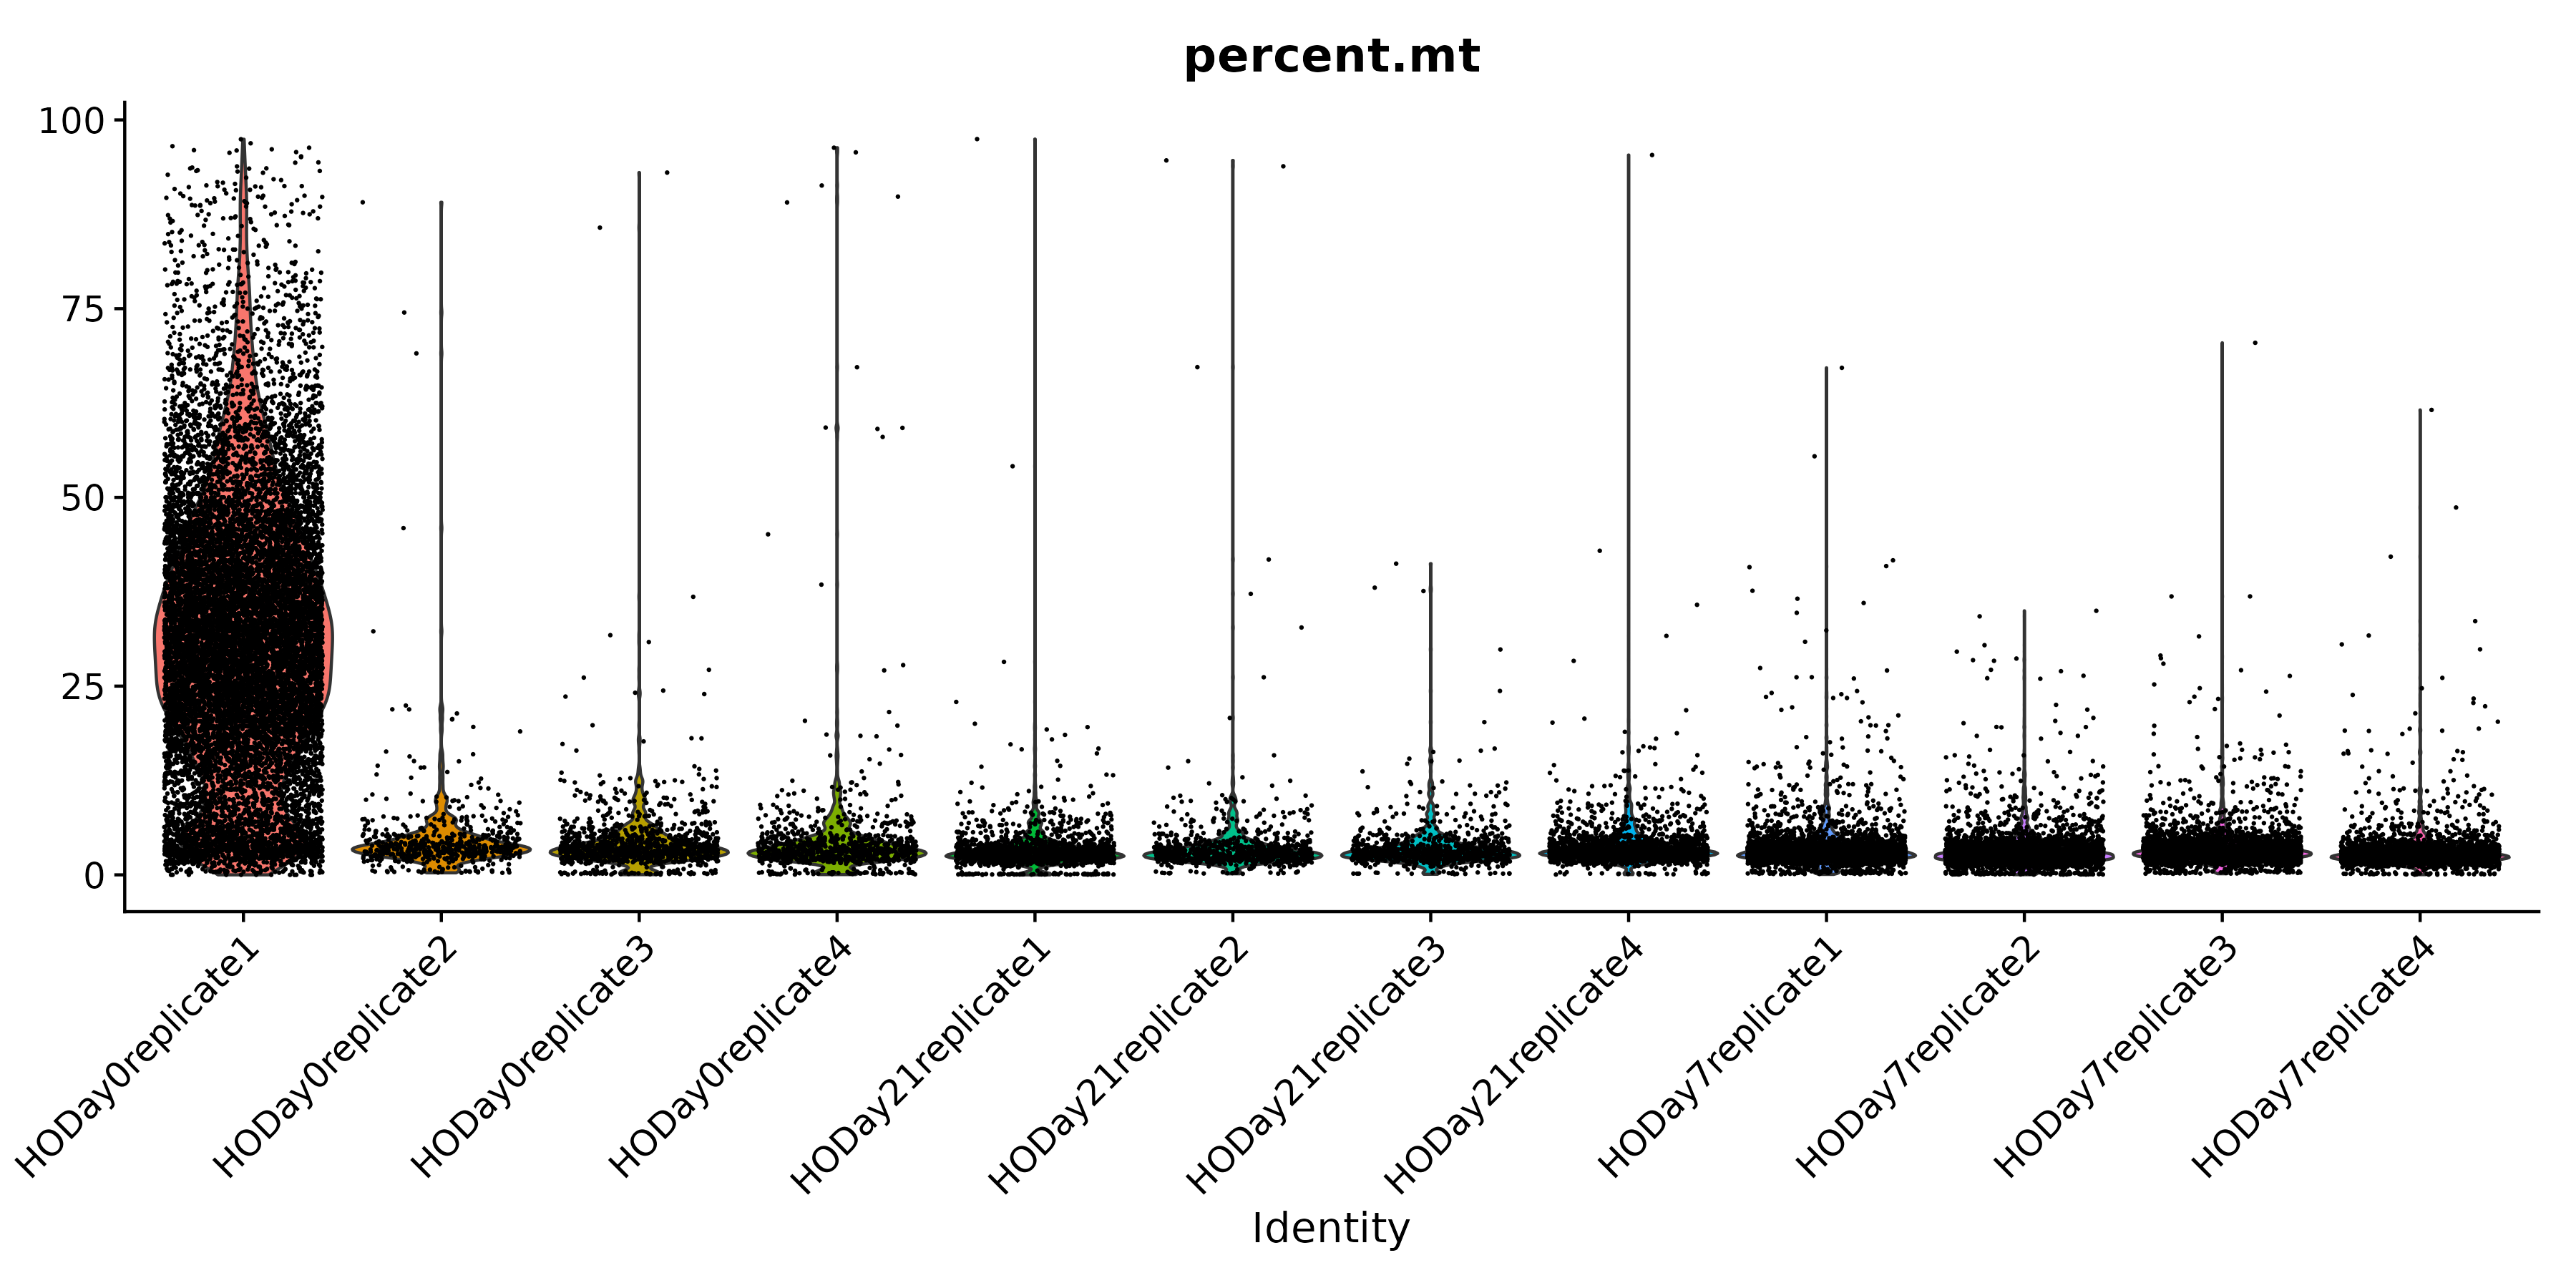 percent.mt
100
75
50
25
0
HODay0replicate1
HODay0replicate2
HODay0replicate3
HODay0replicate4
HODay21replicate1
HODay21replicate2
HODay21replicate3
HODay21replicate4
HODay7replicate1
HODay7replicate2
HODay7replicate3
HODay7replicate4
Identity